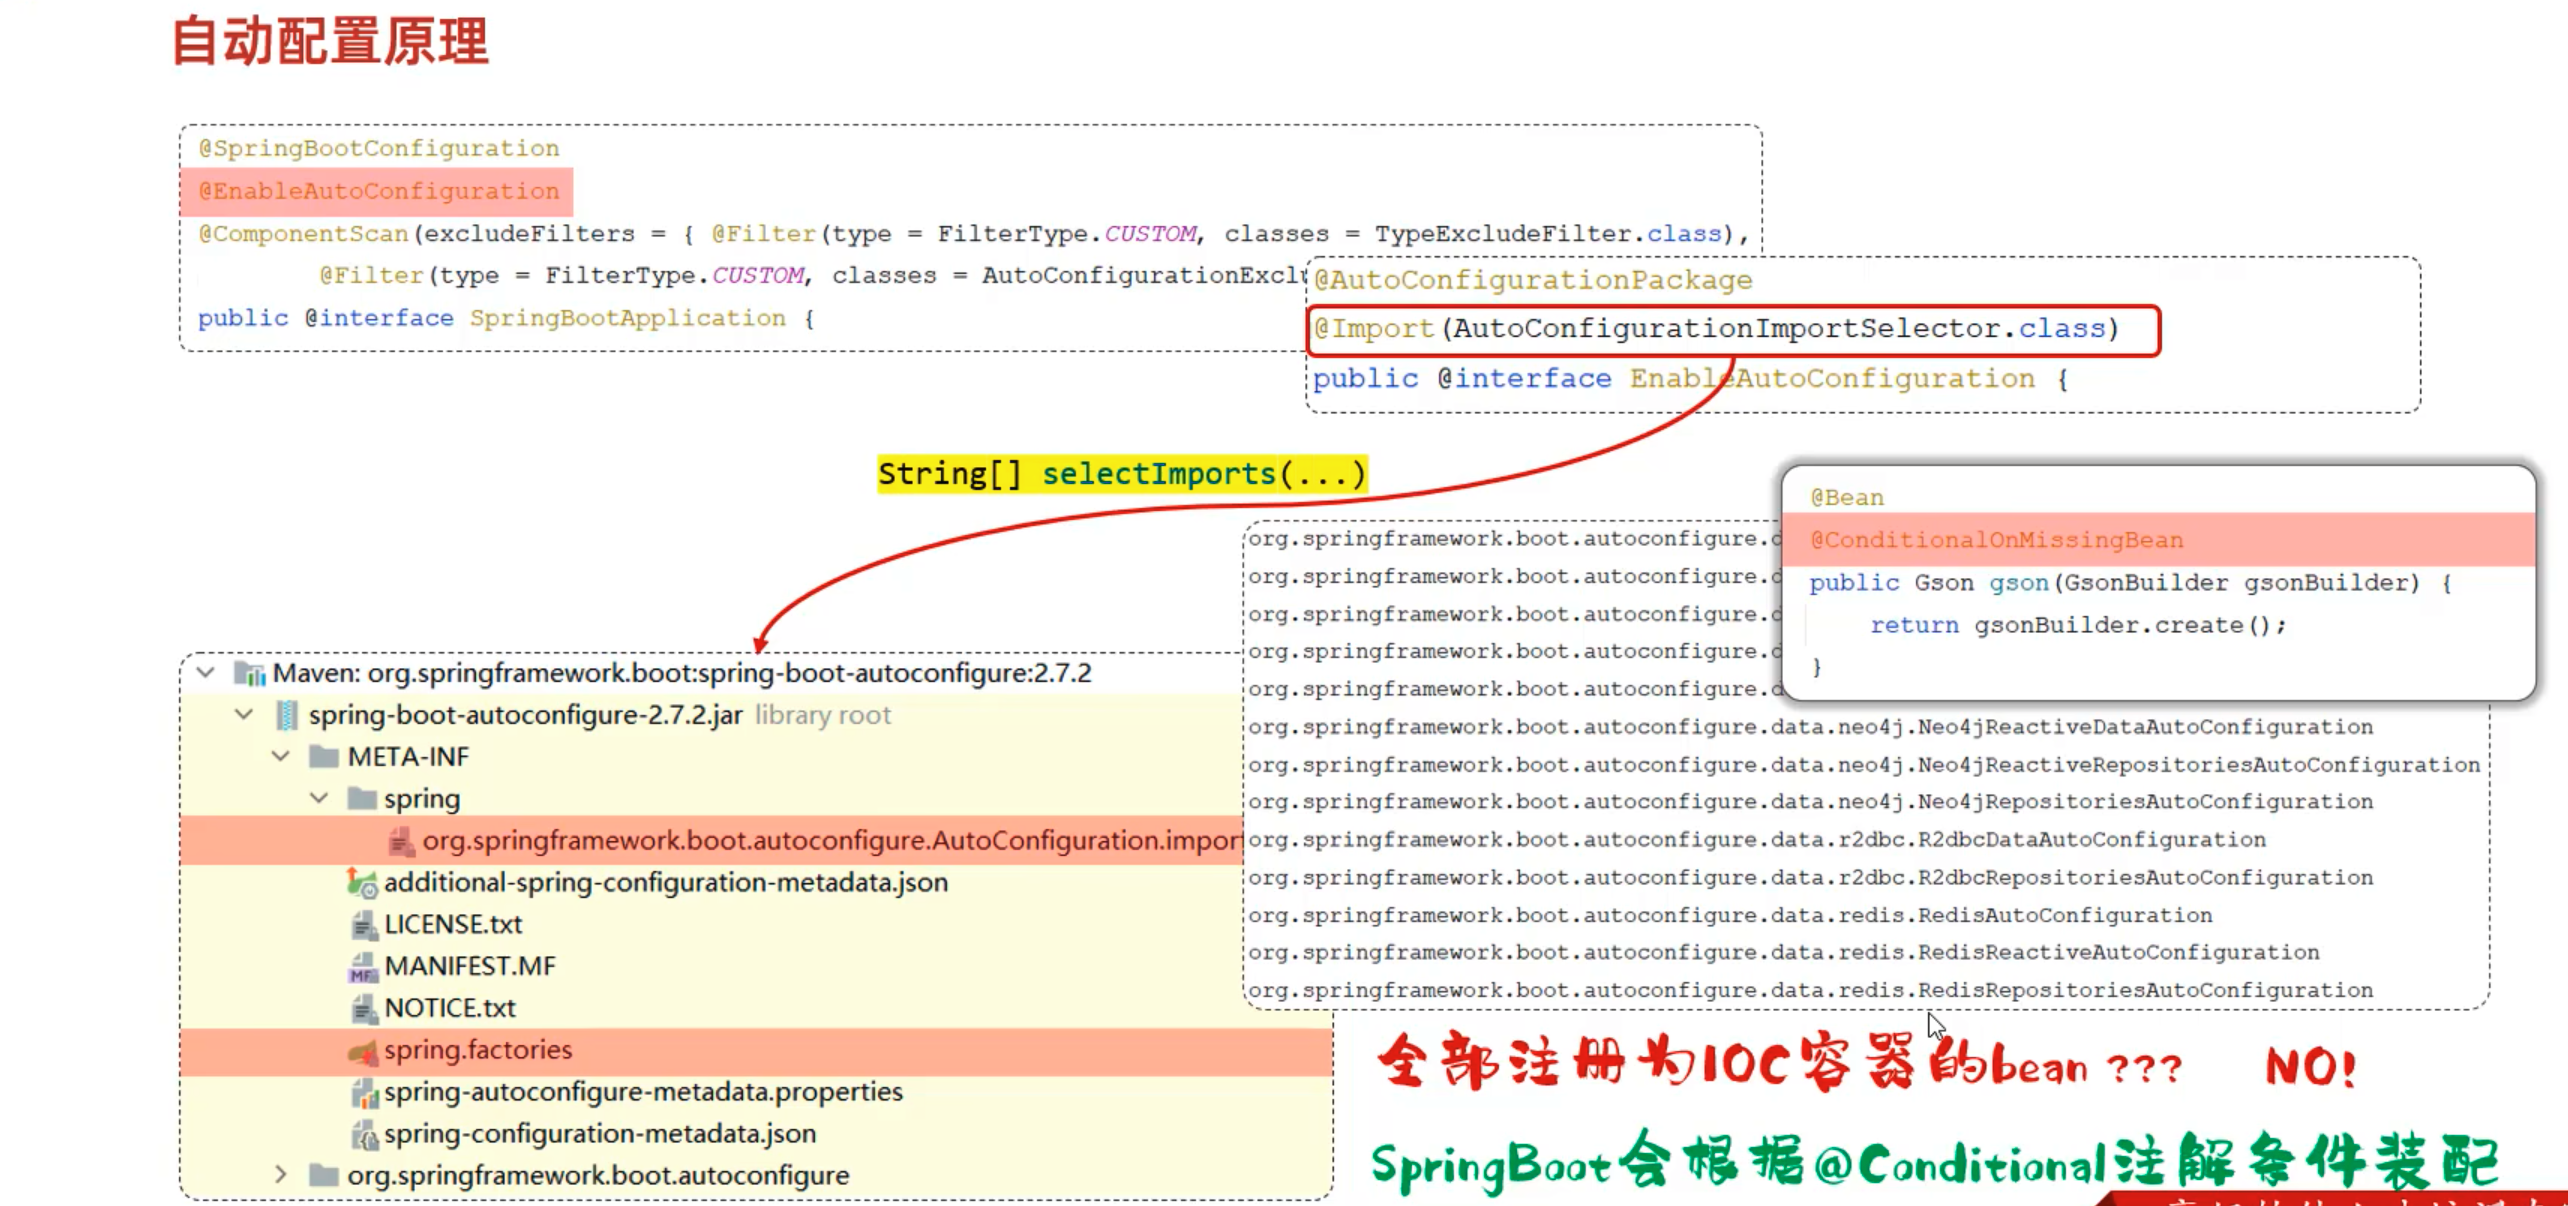 自动配置原理
@SpringBootConfiguration
@EnableAutoConfiguration
@ComponentScan(excludeFilters = { @Filter(type = FilterType.CUSTOM, classes = TypeExcludeFilter.class),
@Filter(type = FilterType.CUSTOM, classes = AutoConfigurationExclu
public @interface SpringBootApplication {
@AutoConfigurationPackage
@Import(AutoConfigurationImportSelector.class)
public @interface EnableAutoConfiguration {
String[] selectImports(...)
@Bean
@ConditionalOnMissingBean
public Gson gson(GsonBuilder gsonBuilder) {
return gsonBuilder.create();
}
Maven: org.springframework.boot:spring-boot-autoconfigure:2.7.2
spring-boot-autoconfigure-2.7.2.jar library root
META-INF
spring
org.springframework.boot.autoconfigure.AutoConfiguration.impor
additional-spring-configuration-metadata.json
LICENSE.txt
MANIFEST.MF
NOTICE.txt
spring.factories
spring-autoconfigure-metadata.properties
spring-configuration-metadata.json
org.springframework.boot.autoconfigure
org.springframework.boot.autoconfigure.d
org.springframework.boot.autoconfigure.d
org.springframework.boot.autoconfigure.d
org.springframework.boot.autoconfigure.d
org.springframework.boot.autoconfigure.d
org.springframework.boot.autoconfigure.data.neo4j.Neo4jReactiveDataAutoConfiguration
org.springframework.boot.autoconfigure.data.neo4j.Neo4jReactiveRepositoriesAutoConfiguration
org.springframework.boot.autoconfigure.data.neo4j.Neo4jRepositoriesAutoConfiguration
org.springframework.boot.autoconfigure.data.r2dbc.R2dbcDataAutoConfiguration
org.springframework.boot.autoconfigure.data.r2dbc.R2dbcRepositoriesAutoConfiguration
org.springframework.boot.autoconfigure.data.redis.RedisAutoConfiguration
org.springframework.boot.autoconfigure.data.redis.RedisReactiveAutoConfiguration
org.springframework.boot.autoconfigure.data.redis.RedisRepositoriesAutoConfiguration
全部注册为IOC容器的bean ??? NO!
SpringBoot会根据@Conditional注解条件装配